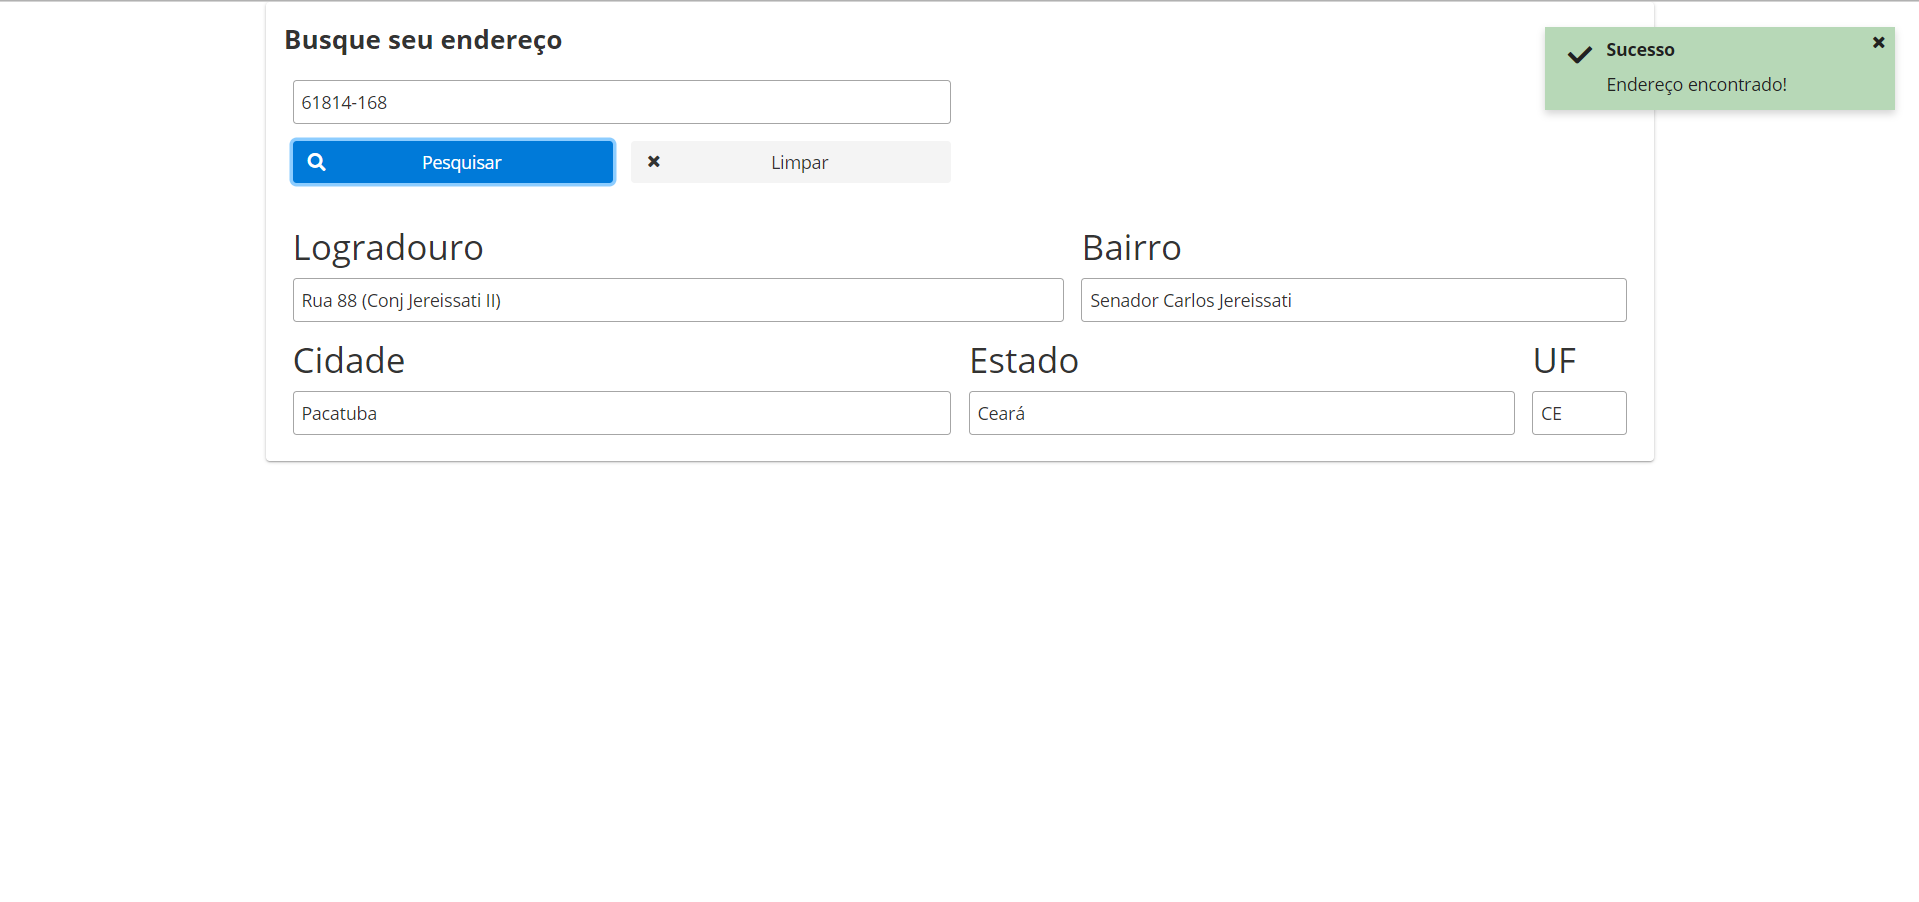 Busque seu endereço
Sucesso
Endereço encontrado!
61814-168
Pesquisar
Limpar
Logradouro
Bairro
Rua 88 (Conj Jereissati II)
Senador Carlos Jereissati
Cidade
Estado
UF
Pacatuba
Ceará
CE